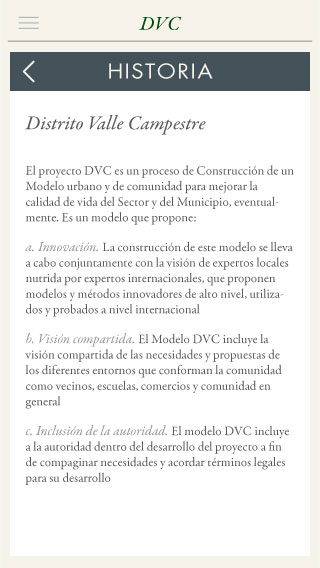 DVC
HISTORIA
Distrito Valle Campestre
El proyecto DVC es un proceso de Construcción de un
Modelo urbano y de comunidad para mejorar la
calidad de vida del Sector y del Municipio, eventual-
mente. Es un modelo que propone:
a. Innovación. La construcción de este modelo se lleva
a cabo conjuntamente con la visión de expertos locales
nutrida por expertos internacionales, que proponen
modelos y métodos innovadores de alto nivel, utiliza-
dos y probados a nivel internacional
b. Visión compartida. El Modelo DVC incluye la
visión compartida de las necesidades y propuestas de
los diferentes entornos que conforman la comunidad
como vecinos, escuelas, comercios y comunidad en
general
c. Inclusión de la autoridad. El modelo DVC incluye
a la autoridad dentro del desarrollo del proyecto a fin
de compaginar necesidades y acordar términos legales
para su desarrollo